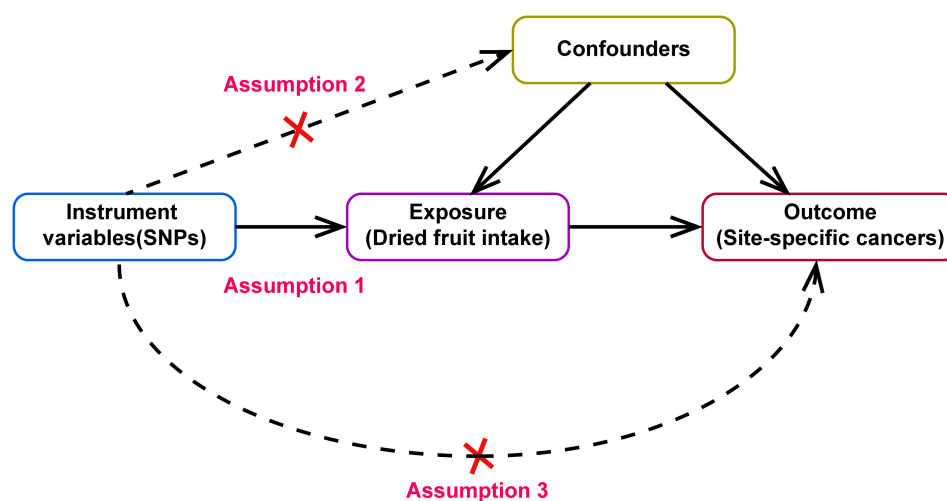 Confounders
Assumption 2
Instrument
variables(SNPs)
Exposure
(Dried fruit intake)
Outcome
(Site-specific cancers)
Assumption 1
Assumption 3